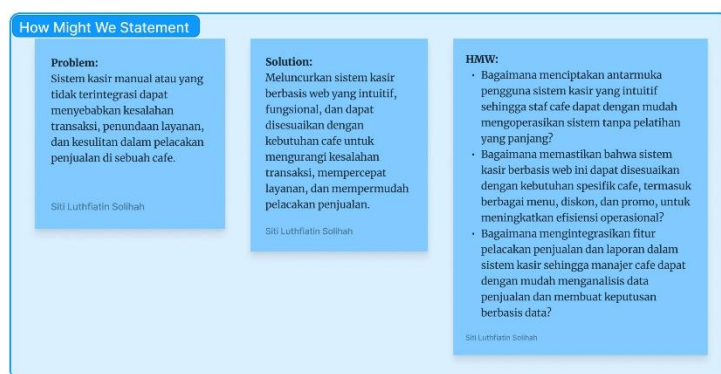 How Might We Statement
Problem:
Sistem kasir manual atau yang
tidak terintegrasi dapat
menyebabkan kesalahan
transaksi, penundaan layanan,
dan kesulitan dalam pelacakan
penjualan di sebuah cafe.
Siti Luthfiatin Solihah
Solution:
Meluncurkan sistem kasir
berbasis web yang intuitif,
fungsional, dan dapat
disesuaikan dengan
kebutuhan cafe untuk
mengurangi kesalahan
transaksi, mempercepat
layanan, dan mempermudah
pelacakan penjualan.
Siti Luthfiatin Solihah
HMW:
• Bagaimana menciptakan antarmuka
pengguna sistem kasir yang intuitif
sehingga staf cafe dapat dengan mudah
mengoperasikan sistem tanpa pelatihan
yang panjang?
• Bagaimana memastikan bahwa sistem
kasir berbasis web ini dapat disesuaikan
dengan kebutuhan spesifik cafe, termasuk
berbagai menu, diskon, dan promo, untuk
meningkatkan efisiensi operasional?
• Bagaimana mengintegrasikan fitur
pelacakan penjualan dan laporan dalam
sistem kasir sehingga manajer cafe dapat
dengan mudah menganalisis data
penjualan dan membuat keputusan
berbasis data?
Siti Luthfiatin Solihah